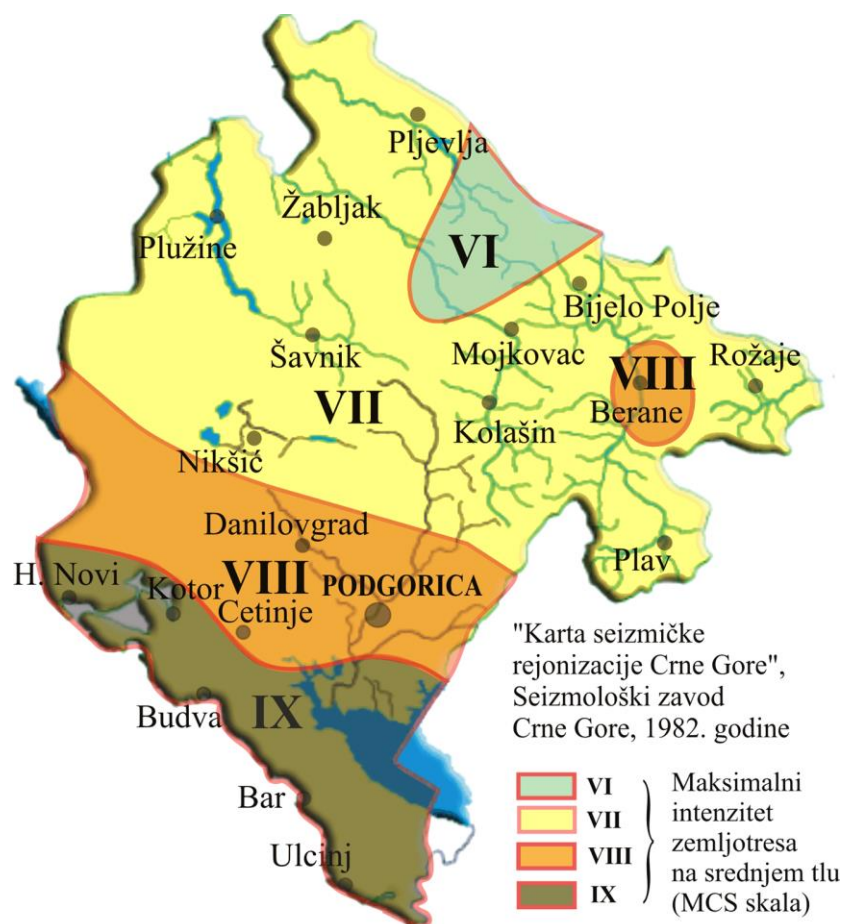 Pljevlja
Žabljak
Plužine
VI
Bijelo Polje
Šavnik
Mojkovac
VIII
Rožaje
Berane
VII
Kolašin
Nikšić
Danilovgrad
Plav
H. Novi
VIII
PODGORICA
Kotor
Cetinje
"Karta seizmičke
rejonizacije Crne Gore",
Seizmološki zavod
Crne Gore, 1982. godine
Budva
IX
Bar
Ulcinj
VI
VII
VIII
IX
Maksimalni
intenzitet
zemljotresa
na srednjem tlu
(MCS skala)